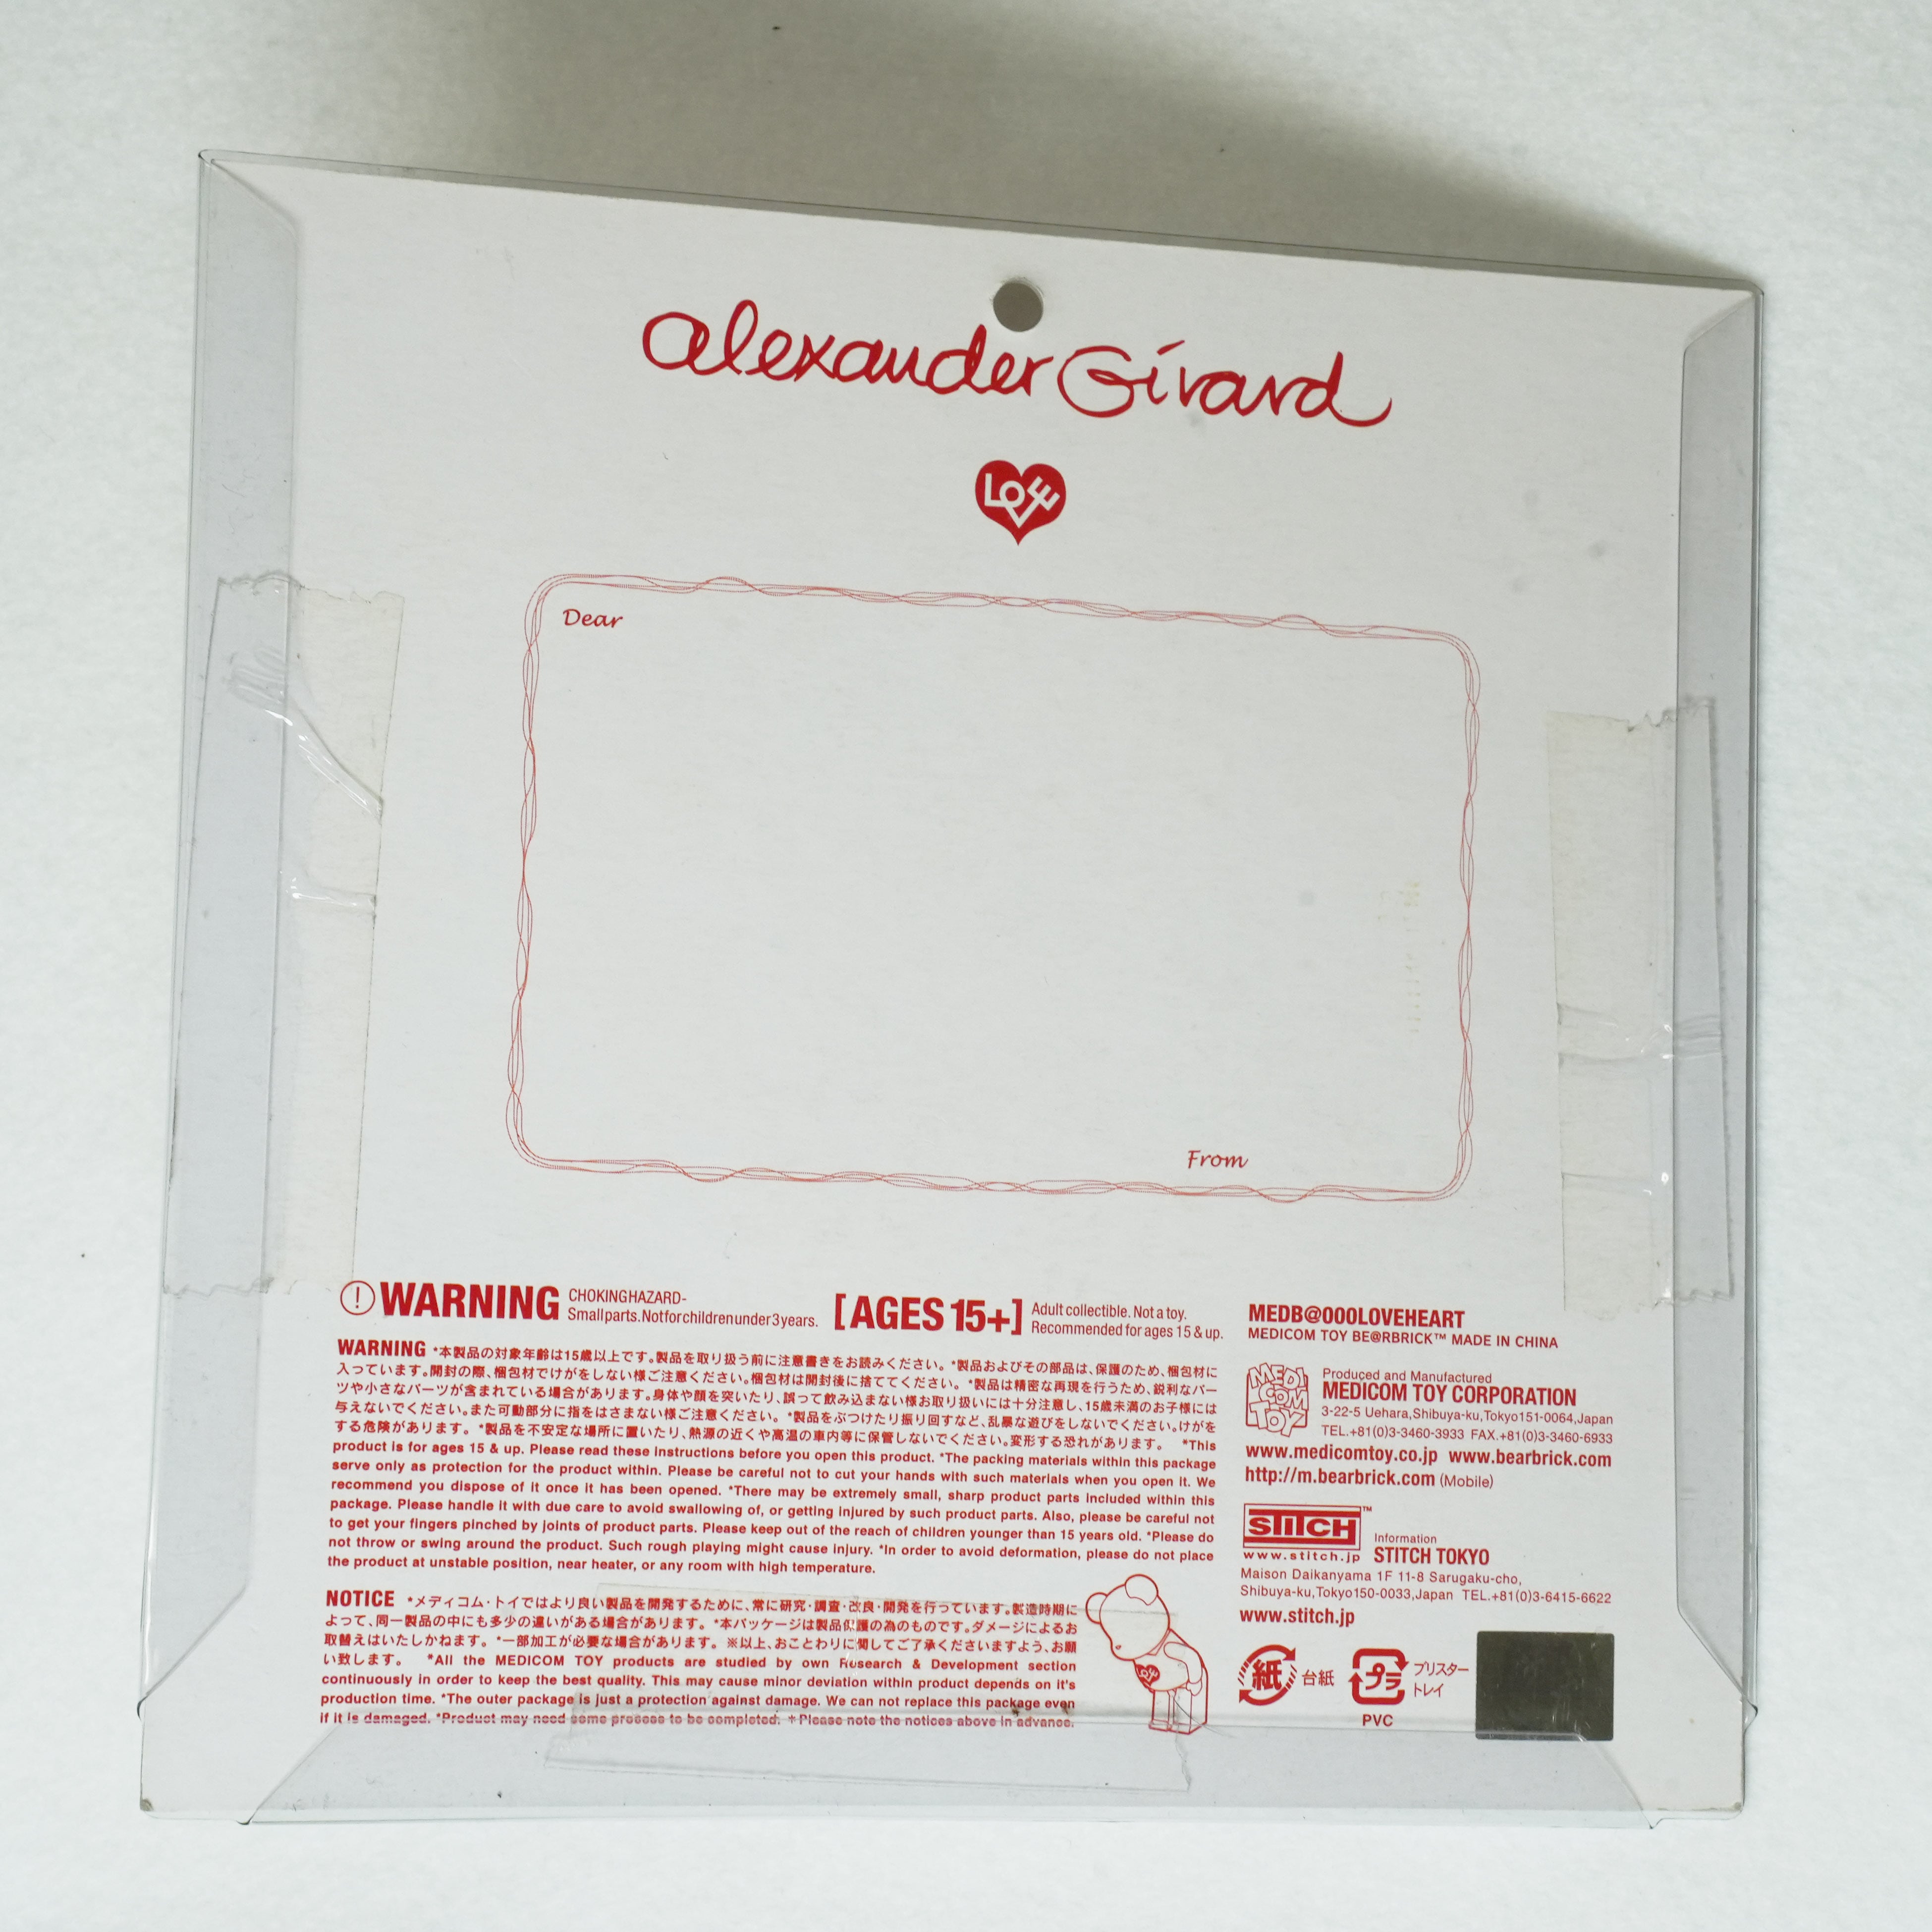 alexander Girard
LOVE
Dear
From
! WARNING CHOKING HAZARD-
Small parts. Not for children under 3 years.
[AGES 15+] Adult collectible. Not a toy.
Recommended for ages 15 & up.
WARNING *本製品の対象年齢は15歳以上です。製品を取り扱う前に注意書きをお読みください。 *製品およびその部品は、保護のため、梱包材に
入っています。開封の際、梱包材でけがをしない様ご注意ください。梱包材は開封後に捨ててください。 *製品は精密な再現を行うため、鋭利なパー
ツや小さなパーツが含まれている場合があります。身体や顔を突いたり、誤って飲み込まない様お取り扱いには十分注意し、15歳未満のお子様には
与えないでください。また可動部分に指をはさまない様ご注意ください。 *製品をぶつけたり振り回すなど、乱暴な遊びをしないでください。けがを
する危険があります。 *製品を不安定な場所に置いたり、熱源の近くや高温の車内等に保管しないでください。変形する恐れがあります。 *This
product is for ages 15 & up. Please read these instructions before you open this product. *The packing materials within this package
serve only as protection for the product within. Please be careful not to cut your hands with such materials when you open it. We
recommend you dispose of it once it has been opened. *There may be extremely small, sharp product parts included within this
package. Please handle it with due care to avoid swallowing of, or getting injured by such product parts. Also, please be careful not
to get your fingers pinched by joints of product parts. Please keep out of the reach of children younger than 15 years old. *Please do
not throw or swing around the product. Such rough playing might cause injury. *In order to avoid deformation, please do not place
the product at unstable position, near heater, or any room with high temperature.
NOTICE *メディコム・トイではより良い製品を開発するために、常に研究・調査・改良・開発を行っています。製造時期に
よって、同一製品の中にも多少の違いがある場合があります。 *本パッケージは製品保護の為のものです。ダメージによるお
取替えはいたしかねます。 *一部加工が必要な場合があります。 ※以上、おことわりに関してご了承くださいますよう、お願
い致します。 *All the MEDICOM TOY products are studied by own Research & Development section
continuously in order to keep the best quality. This may cause minor deviation within product depends on it's
production time. *The outer package is just a protection against damage. We can not replace this package even
if it is damaged. *Product may need some process to be completed. *Please note the notices above in advance.
LOVE
MEDB@000LOVEHEART
MEDICOM TOY BE@RBRICK™ MADE IN CHINA
MEDI COM TOY
Produced and Manufactured
MEDICOM TOY CORPORATION
3-22-5 Uehara,Shibuya-ku,Tokyo151-0064,Japan
TEL.+81(0)3-3460-3933 FAX.+81(0)3-3460-6933
www.medicomtoy.co.jp www.bearbrick.com
http://m.bearbrick.com (Mobile)
STITCH™
www.stitch.jp
Information
STITCH TOKYO
Maison Daikanyama 1F 11-8 Sarugaku-cho,
Shibuya-ku,Tokyo150-0033,Japan TEL.+81(0)3-6415-6622
www.stitch.jp
紙 台紙
プラ ブリスター
トレイ
PVC